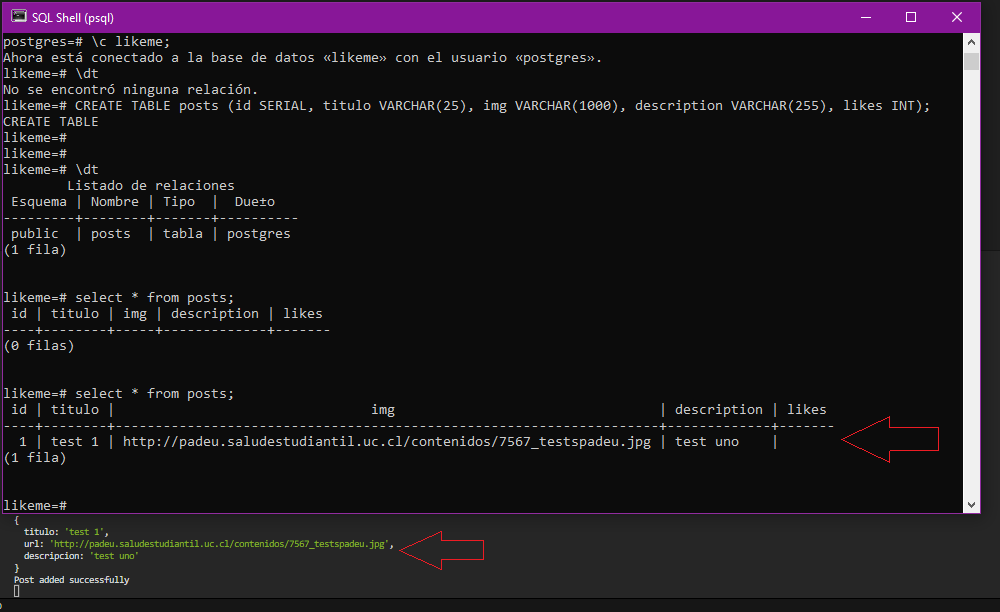 SQL Shell (psql)
postgres=# \c likeme;
Ahora está conectado a la base de datos «likeme» con el usuario «postgres».
likeme=# \dt
No se encontró ninguna relación.
likeme=# CREATE TABLE posts (id SERIAL, titulo VARCHAR(25), img VARCHAR(1000), description VARCHAR(255), likes INT);
CREATE TABLE
likeme=#
likeme=#
likeme=# \dt
        Listado de relaciones
 Esquema | Nombre | Tipo  |  Due±o
---------+--------+-------+----------
 public  | posts  | tabla | postgres
(1 fila)
likeme=# select * from posts;
 id | titulo | img | description | likes
----+--------+-----+-------------+-------
(0 filas)
likeme=# select * from posts;
 id | titulo |                                img                                 | description | likes
----+--------+--------------------------------------------------------------------+-------------+-------
  1 | test 1 | http://padeu.saludestudiantil.uc.cl/contenidos/7567_testspadeu.jpg | test uno    |
(1 fila)
likeme=#
{
  titulo: 'test 1',
  url: 'http://padeu.saludestudiantil.uc.cl/contenidos/7567_testspadeu.jpg',
  descripcion: 'test uno'
}
Post added successfully